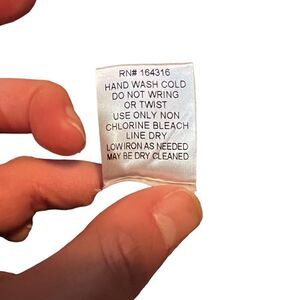 RN# 164316
HAND WASH COLD
DO NOT WRING
OR TWIST
USE ONLY NON
CHLORINE BLEACH
LINE DRY
LOW IRON AS NEEDED
MAY BE DRY CLEANED